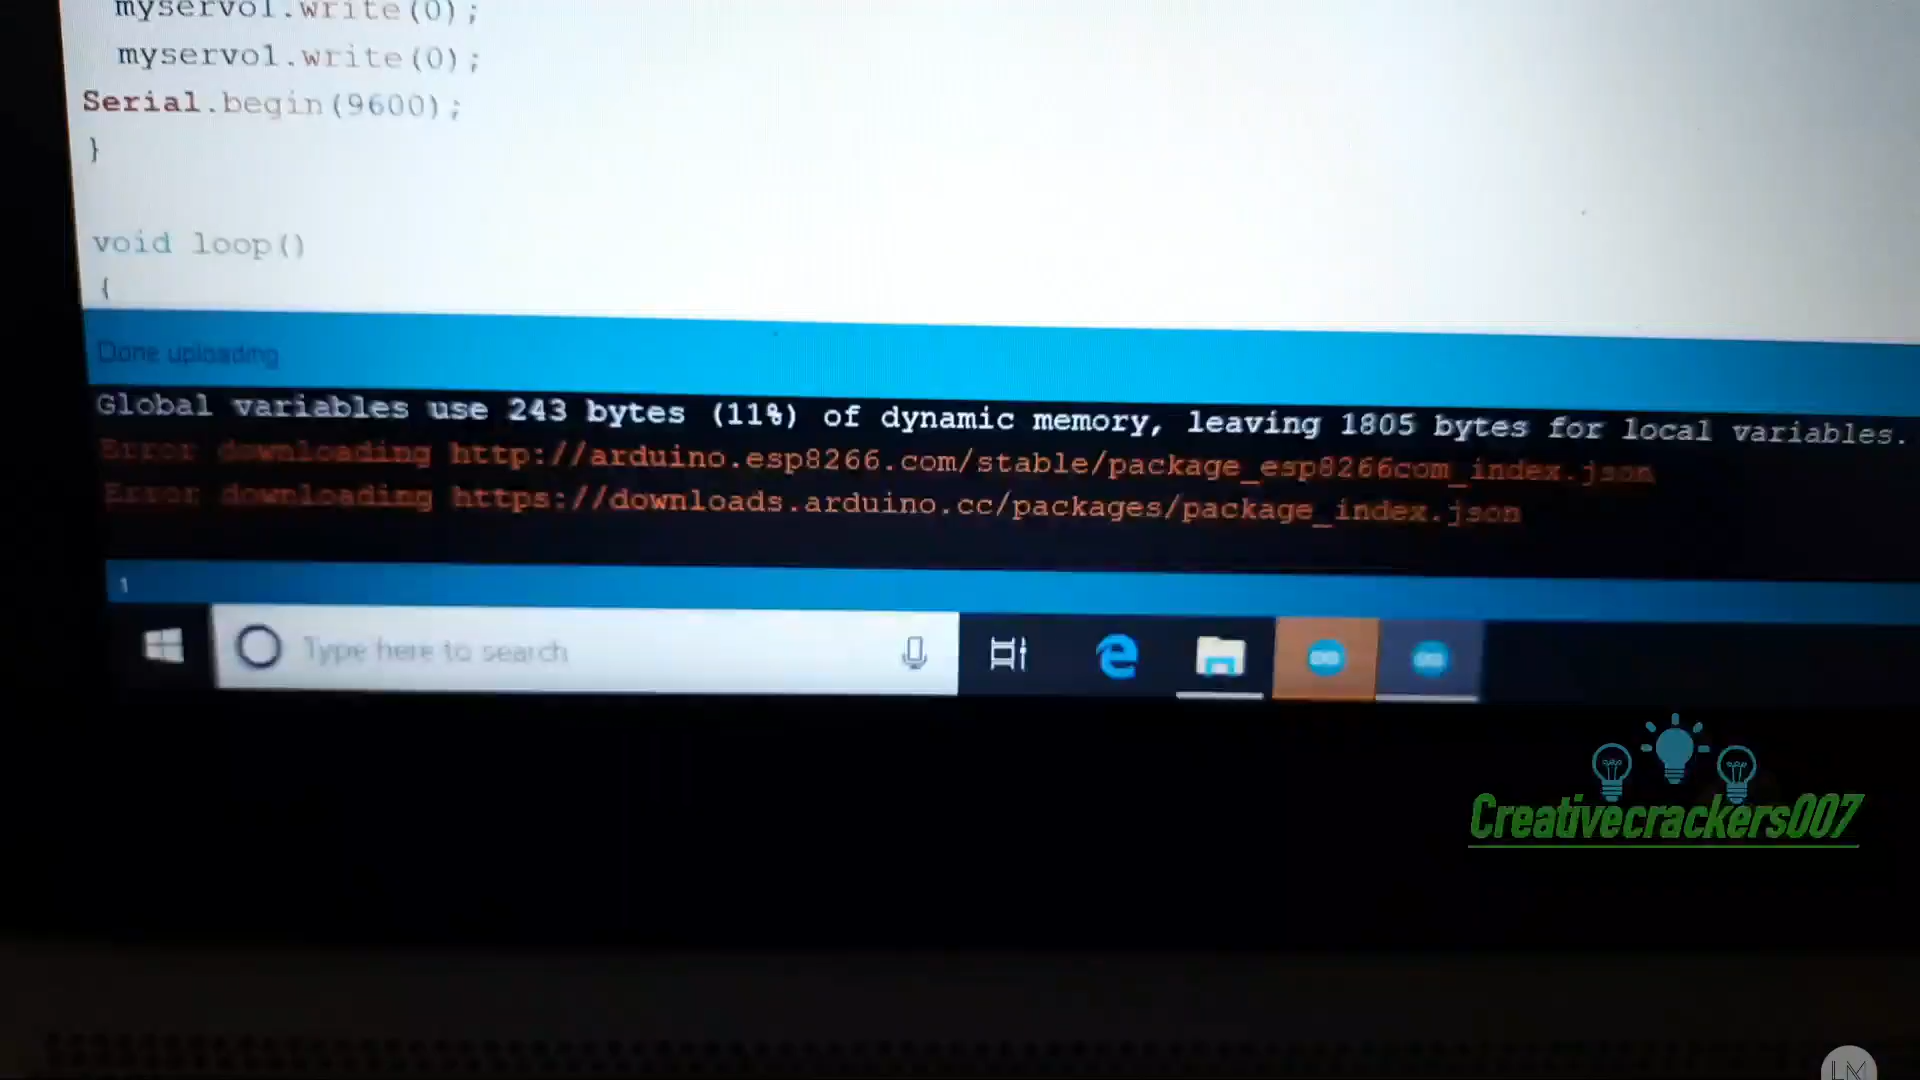 myservo1.write(0);
myservo1.write(0);
Serial.begin(9600);
}
void loop()
{
Done uploading
Global variables use 243 bytes (11%) of dynamic memory, leaving 1805 bytes for local variables.
Error downloading http://arduino.esp8266.com/stable/package_esp8266com_index.json
Error downloading https://downloads.arduino.cc/packages/package_index.json
1
Type here to search
Creativecrackers007
LM